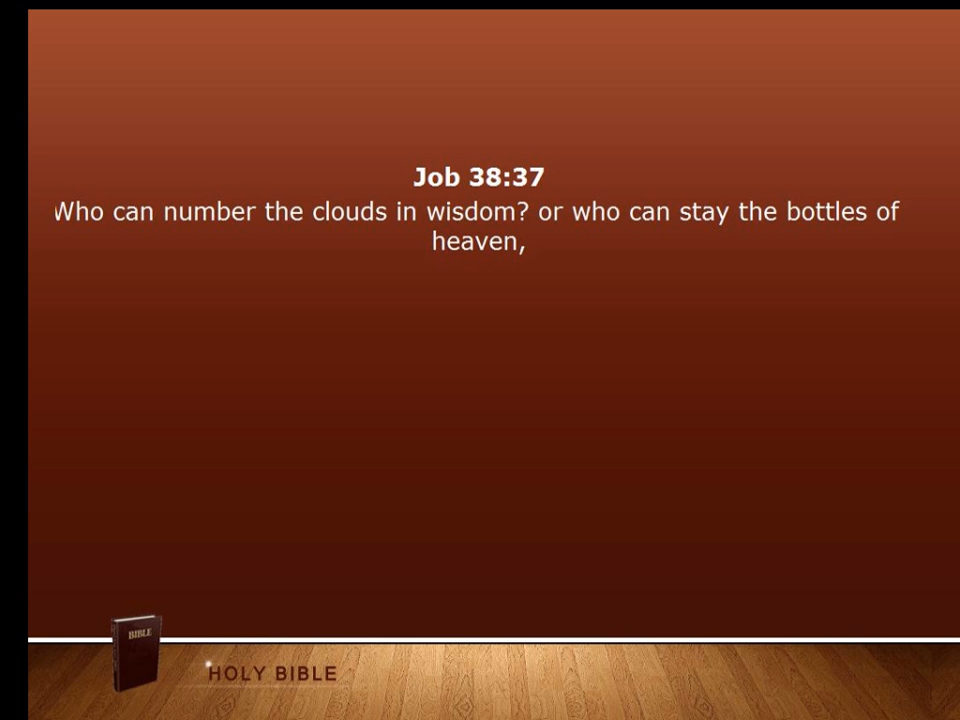 Job 38:37
Who can number the clouds in wisdom? or who can stay the bottles of
heaven,
BIBLE
HOLY BIBLE